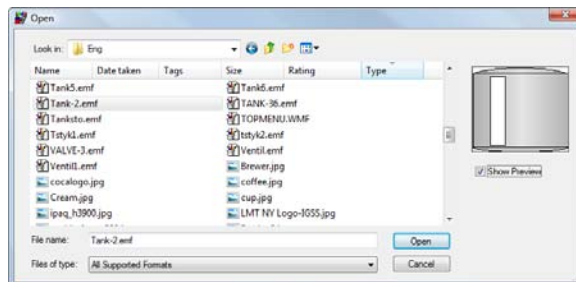 Open
Look in: Eng
Name Date taken Tags Size Rating Type
Tank5.emf Tank6.emf
Tank-2.emf TANK-36.emf
Tanksto.emf TOPMENU.WMF
Tstyk1.emf tstyk2.emf
VALVE-3.emf Ventil.emf
Ventil1.emf Brewer.jpg
cocalogo.jpg coffee.jpg
Cream.jpg cup.jpg
ipaq_h3900.jpg LMT NV Logo-IGSS.jpg
Show Preview
File name: Tank-2.emf Open
Files of type: All Supported Formats Cancel